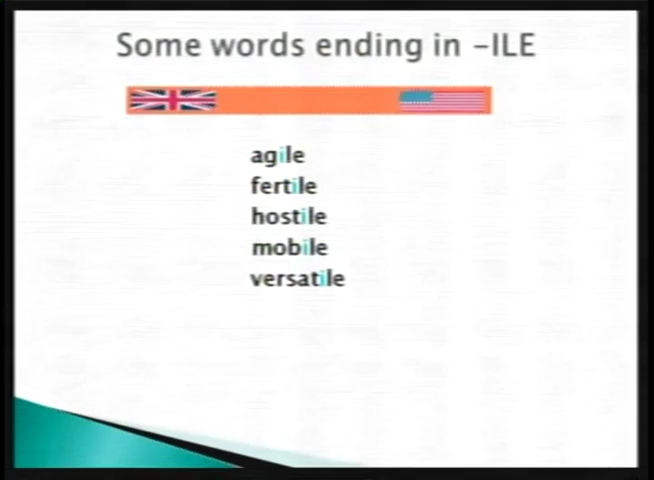 Some words ending in –ILE
agile
fertile
hostile
mobile
versatile